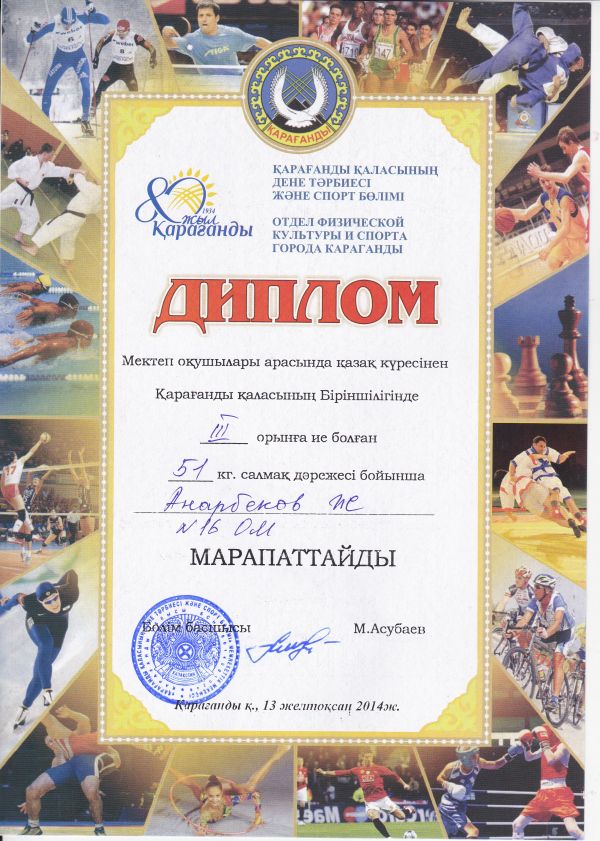 ҚАРАҒАНДЫ
80 жыл
1934
Қарағанды
ҚАРАҒАНДЫ ҚАЛАСЫНЫҢ
ДЕНЕ ТӘРБИЕСІ
ЖӘНЕ СПОРТ БӨЛІМІ
ОТДЕЛ ФИЗИЧЕСКОЙ
КУЛЬТУРЫ И СПОРТА
ГОРОДА КАРАГАНДЫ
ДИПЛОМ
Мектеп оқушылары арасында қазақ күресінен
Қарағанды қаласының Біріншілігінде
III орынға ие болған
51 кг. салмақ дәрежесі бойынша
Анарбеков
№16 ОМ
МАРАПАТТАЙДЫ
Бөлім басшысы М.Асубаев
Қарағанды қ., 13 желтоқсан 2014ж.